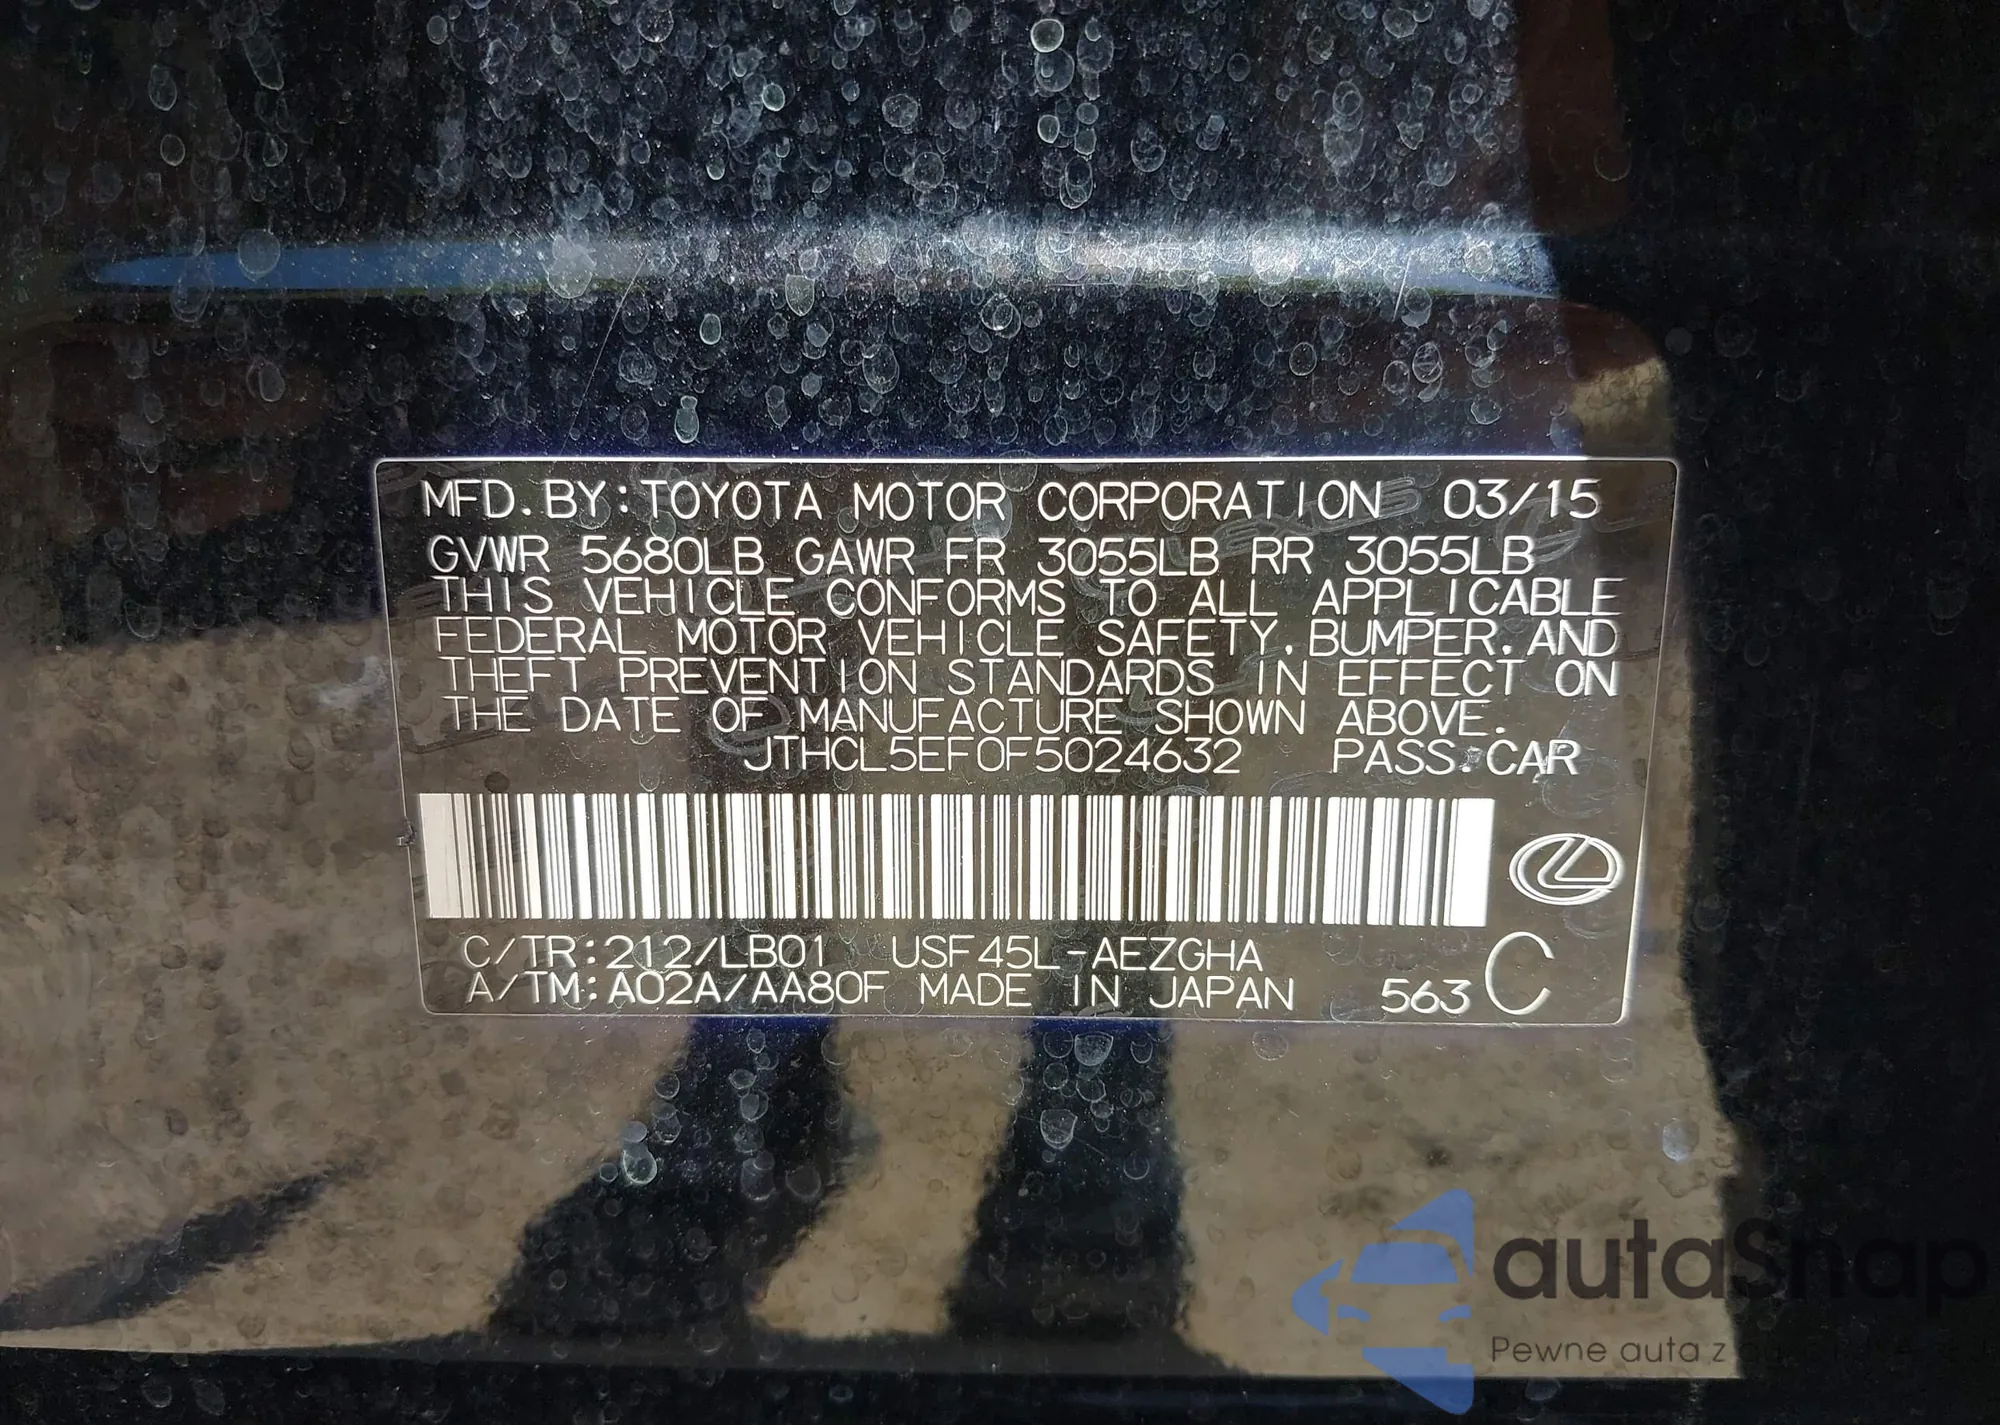 MFD.BY:TOYOTA MOTOR CORPORATION 03/15
GVWR 5680LB GAWR FR 3055LB RR 3055LB
THIS VEHICLE CONFORMS TO ALL APPLICABLE
FEDERAL MOTOR VEHICLE SAFETY.BUMPER.AND
THEFT PREVENTION STANDARDS IN EFFECT ON
THE DATE OF MANUFACTURE SHOWN ABOVE.
JTHCL5EF0F5024632 PASS.CAR
C/TR:212/LB01 USF45L-AEZGHA
A/TM:A02A/AA80F MADE IN JAPAN 563 C
autaSnap
Pewne auta z